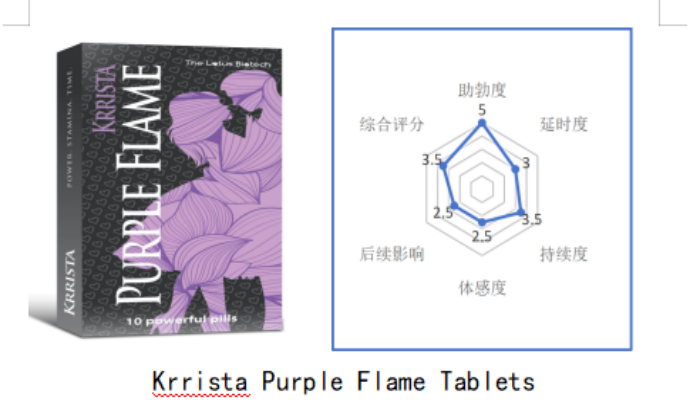 The Lotus Biotech
KRRISTA
PURPLE FLAME
POWER STAMINA TIME
KRRISTA
10 powerful pills
助勃度
5
综合评分
延时度
3.5
3
2.5
3.5
2.5
后续影响
持续度
体感度
Krrista Purple Flame Tablets